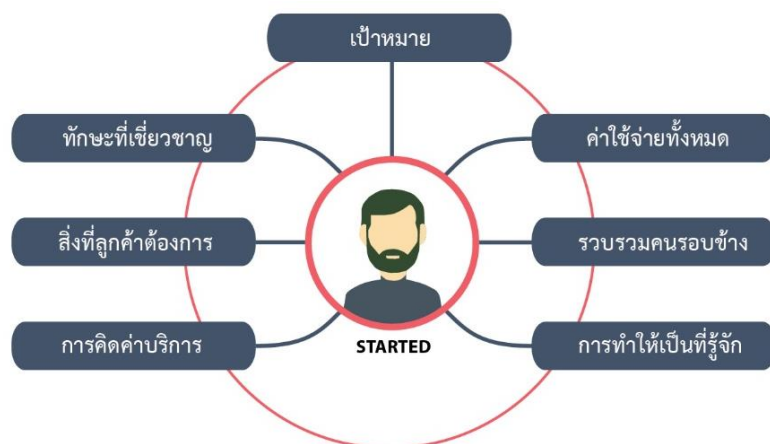 เป้าหมาย
ทักษะที่เชี่ยวชาญ
ค่าใช้จ่ายทั้งหมด
สิ่งที่ลูกค้าต้องการ
รวบรวมคนรอบข้าง
การคิดค่าบริการ
การทำให้เป็นที่รู้จัก
STARTED